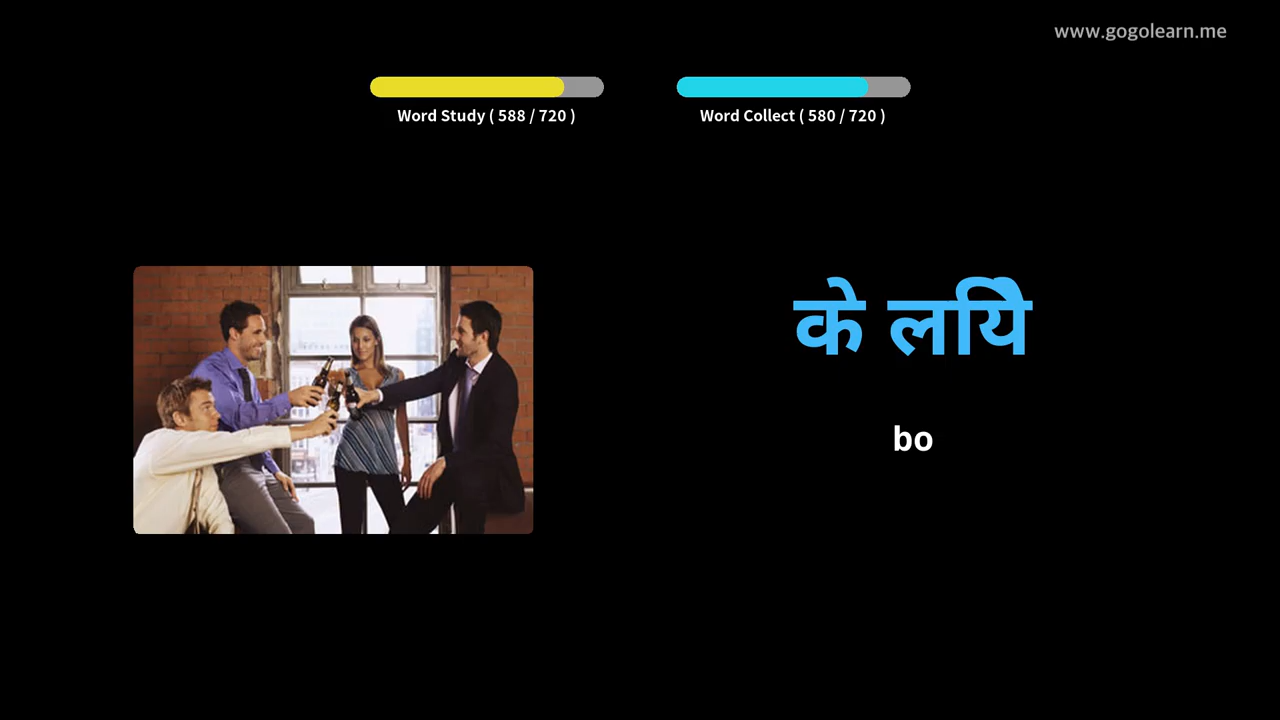 www.gogolearn.me
Word Study ( 588 / 720 )
Word Collect ( 580 / 720 )
के लयिे
bo